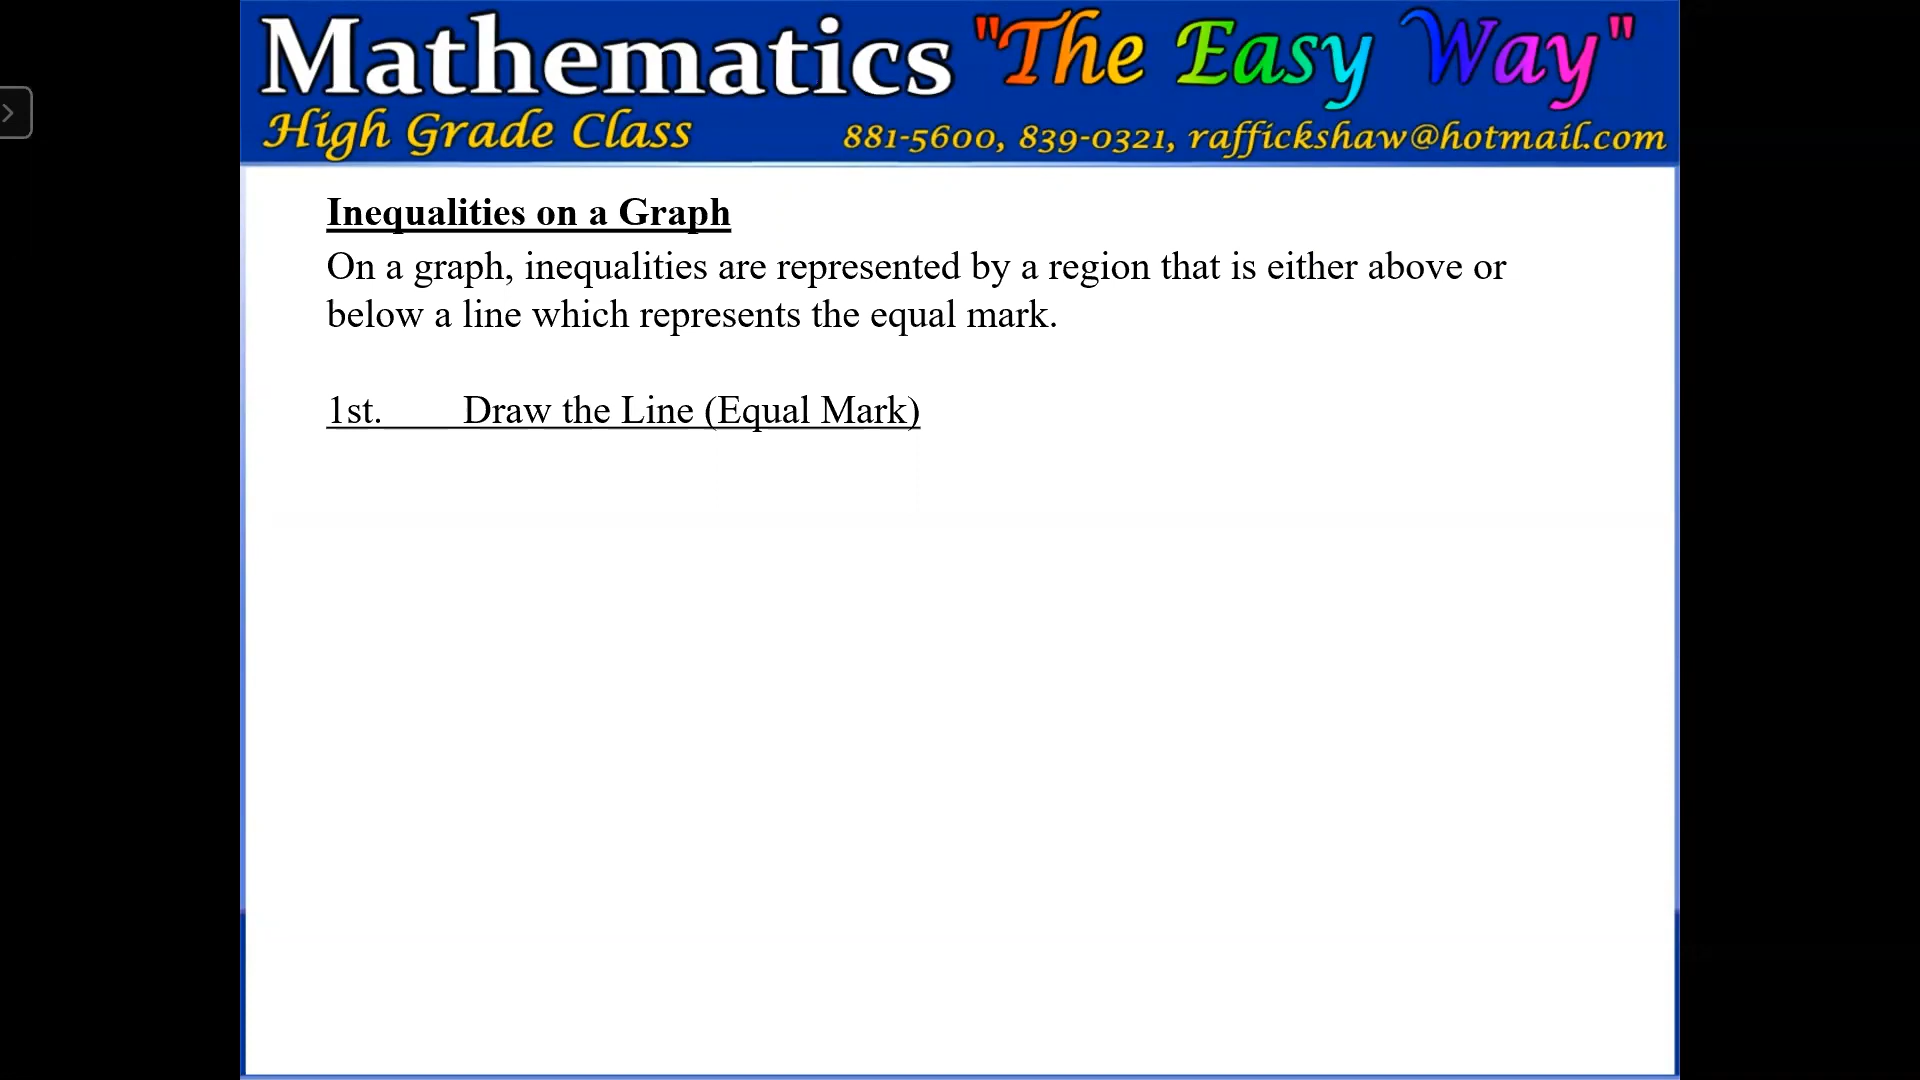 Mathematics "The Easy Way"
High Grade Class 881-5600, 839-0321, raffickshaw@hotmail.com
Inequalities on a Graph
On a graph, inequalities are represented by a region that is either above or
below a line which represents the equal mark.
1st. Draw the Line (Equal Mark)